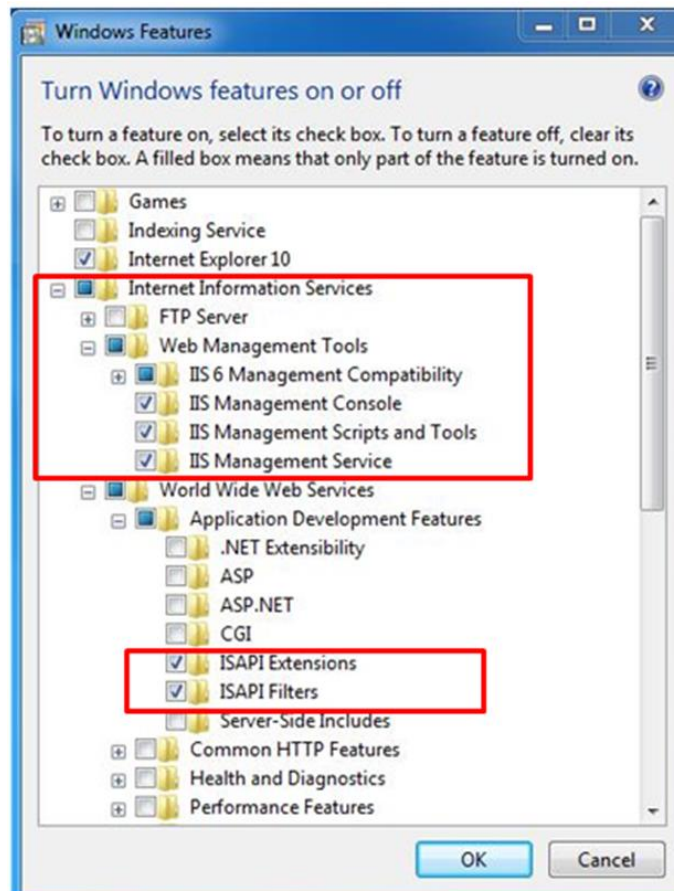 Windows Features
Turn Windows features on or off
To turn a feature on, select its check box. To turn a feature off, clear its
check box. A filled box means that only part of the feature is turned on.
Games
Indexing Service
Internet Explorer 10
Internet Information Services
FTP Server
Web Management Tools
IIS 6 Management Compatibility
IIS Management Console
IIS Management Scripts and Tools
IIS Management Service
World Wide Web Services
Application Development Features
.NET Extensibility
ASP
ASP.NET
CGI
ISAPI Extensions
ISAPI Filters
Server-Side Includes
Common HTTP Features
Health and Diagnostics
Performance Features
OK Cancel